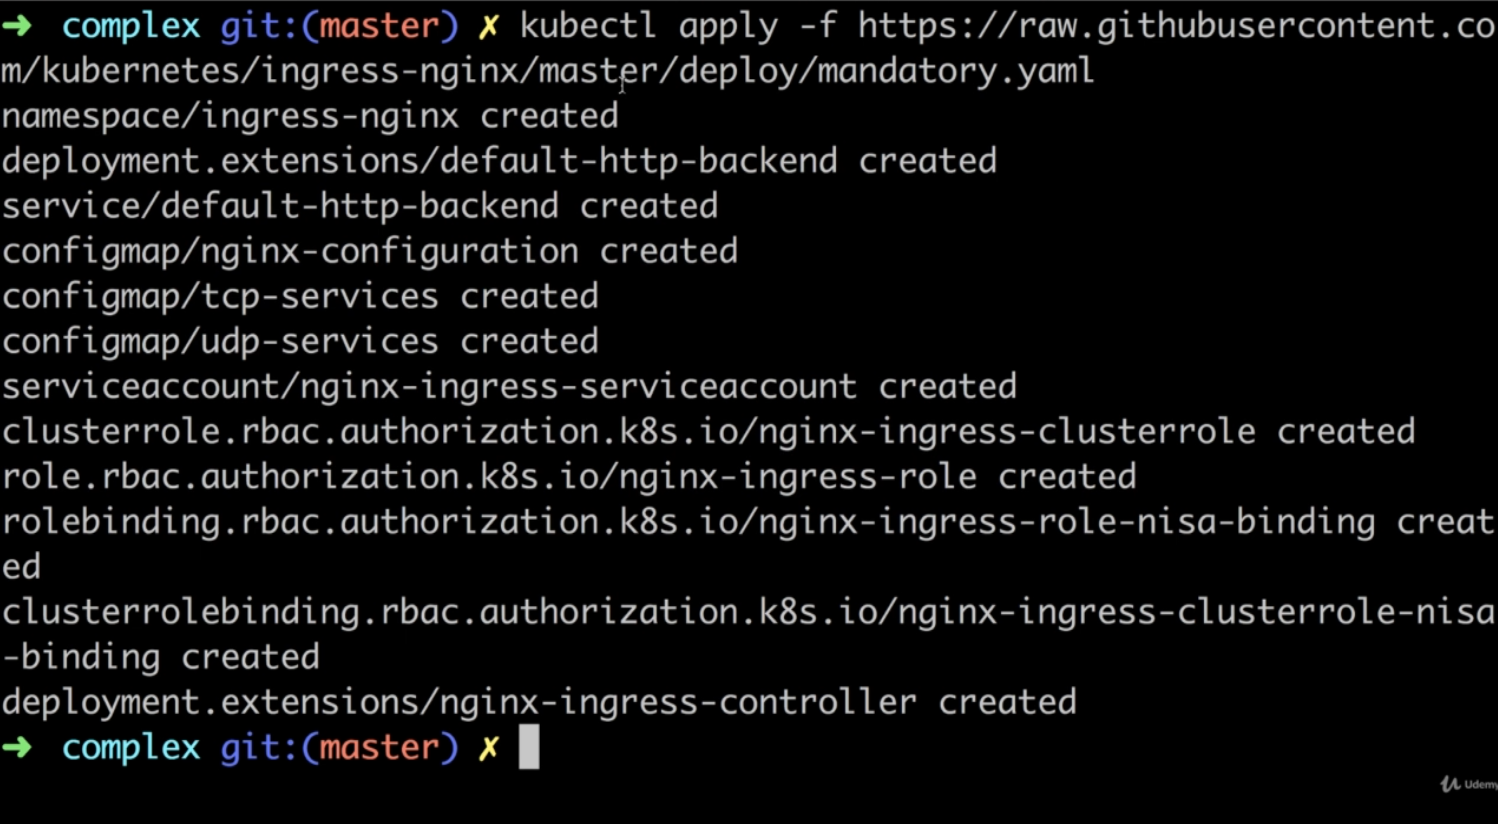 ➜ complex git:(master) ✗ kubectl apply -f https://raw.githubusercontent.co
m/kubernetes/ingress-nginx/master/deploy/mandatory.yaml
namespace/ingress-nginx created
deployment.extensions/default-http-backend created
service/default-http-backend created
configmap/nginx-configuration created
configmap/tcp-services created
configmap/udp-services created
serviceaccount/nginx-ingress-serviceaccount created
clusterrole.rbac.authorization.k8s.io/nginx-ingress-clusterrole created
role.rbac.authorization.k8s.io/nginx-ingress-role created
rolebinding.rbac.authorization.k8s.io/nginx-ingress-role-nisa-binding creat
ed
clusterrolebinding.rbac.authorization.k8s.io/nginx-ingress-clusterrole-nisa
-binding created
deployment.extensions/nginx-ingress-controller created
➜ complex git:(master) ✗
Udemy